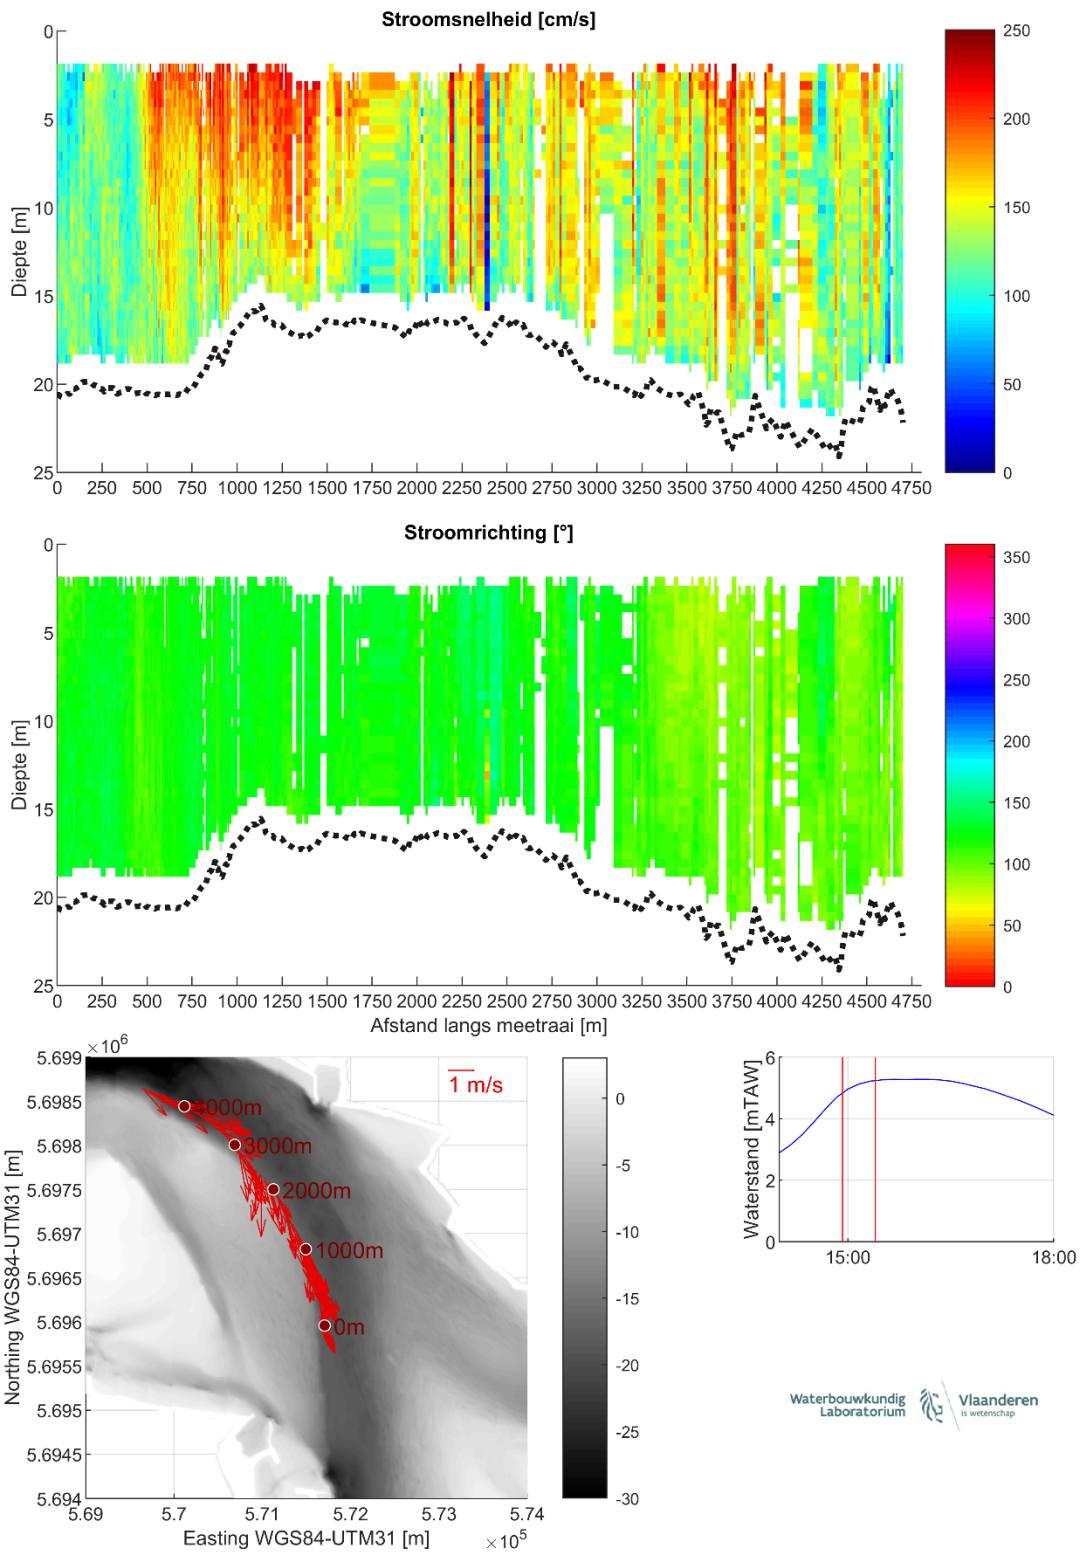 Stroomsnelheid [cm/s]
0
5
10
15
20
25
Diepte [m]
0 250 500 750 1000 1250 1500 1750 2000 2250 2500 2750 3000 3250 3500 3750 4000 4250 4500 4750
250
200
150
100
50
0
Stroomrichting [°]
0
5
10
15
20
25
Diepte [m]
0 250 500 750 1000 1250 1500 1750 2000 2250 2500 2750 3000 3250 3500 3750 4000 4250 4500 4750
Afstand langs meetraai [m]
350
300
250
200
150
100
50
0
×10⁶
5.699
5.6985
5.698
5.6975
5.697
5.6965
5.696
5.6955
5.695
5.6945
5.694
Northing WGS84-UTM31 [m]
1 m/s
4000m
3000m
2000m
1000m
0m
5.69 5.7 5.71 5.72 5.73 5.74
Easting WGS84-UTM31 [m]
×10⁵
0
-5
-10
-15
-20
-25
-30
Waterstand [mTAW]
6
4
2
0
15:00 18:00
Waterbouwkundig
Laboratorium
Vlaanderen
is wetenschap